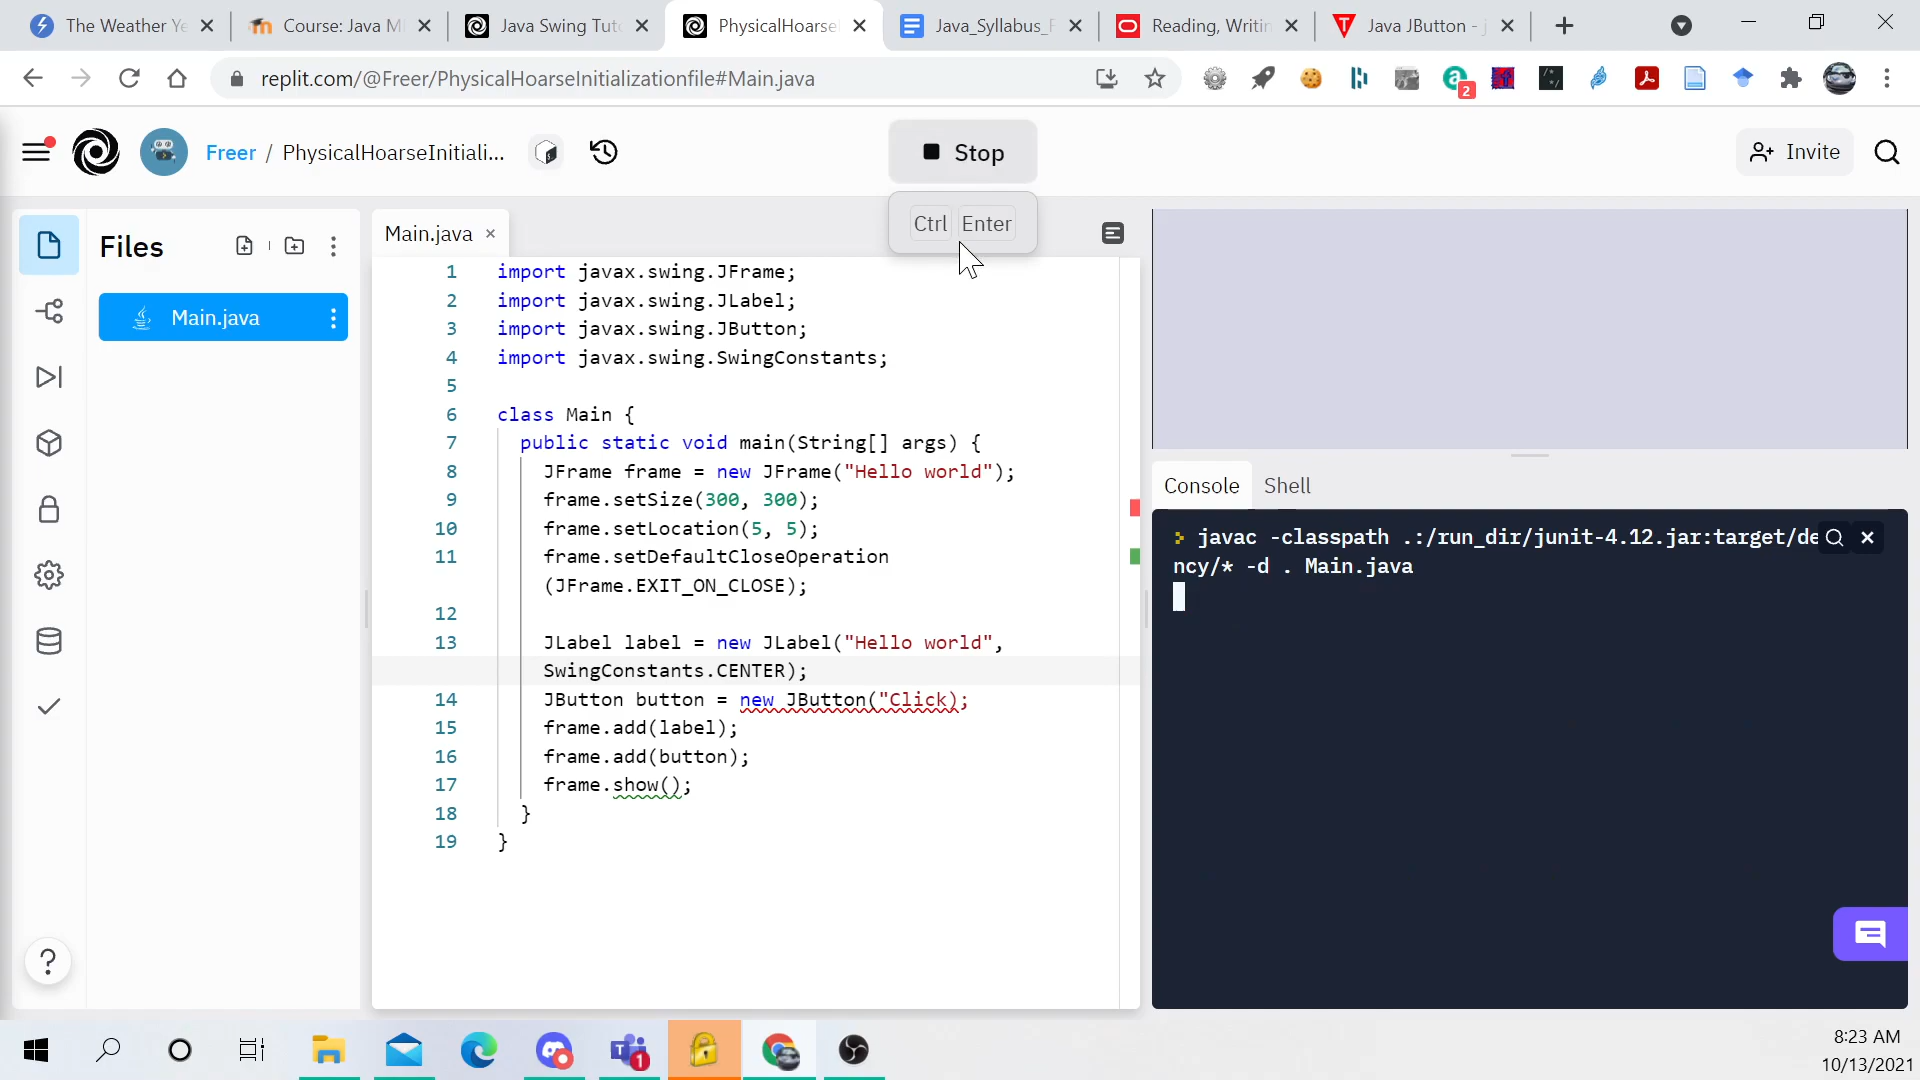 The Weather Ye
Course: Java Mi
Java Swing Tuto
PhysicalHoarse
Java_Syllabus_F
Reading, Writin
Java JButton - j
replit.com/@Freer/PhysicalHoarseInitializationfile#Main.java
2
Freer / PhysicalHoarseInitiali...
Stop
Invite
Ctrl Enter
Files
Main.java
Main.java
1 import javax.swing.JFrame;
2 import javax.swing.JLabel;
3 import javax.swing.JButton;
4 import javax.swing.SwingConstants;
5
6 class Main {
7 public static void main(String[] args) {
8 JFrame frame = new JFrame("Hello world");
9 frame.setSize(300, 300);
10 frame.setLocation(5, 5);
11 frame.setDefaultCloseOperation
(JFrame.EXIT_ON_CLOSE);
12
13 JLabel label = new JLabel("Hello world",
SwingConstants.CENTER);
14 JButton button = new JButton("Click);
15 frame.add(label);
16 frame.add(button);
17 frame.show();
18 }
19 }
Console Shell
javac -classpath .:/run_dir/junit-4.12.jar:target/de
ncy/* -d . Main.java
?
1
8:23 AM
10/13/2021